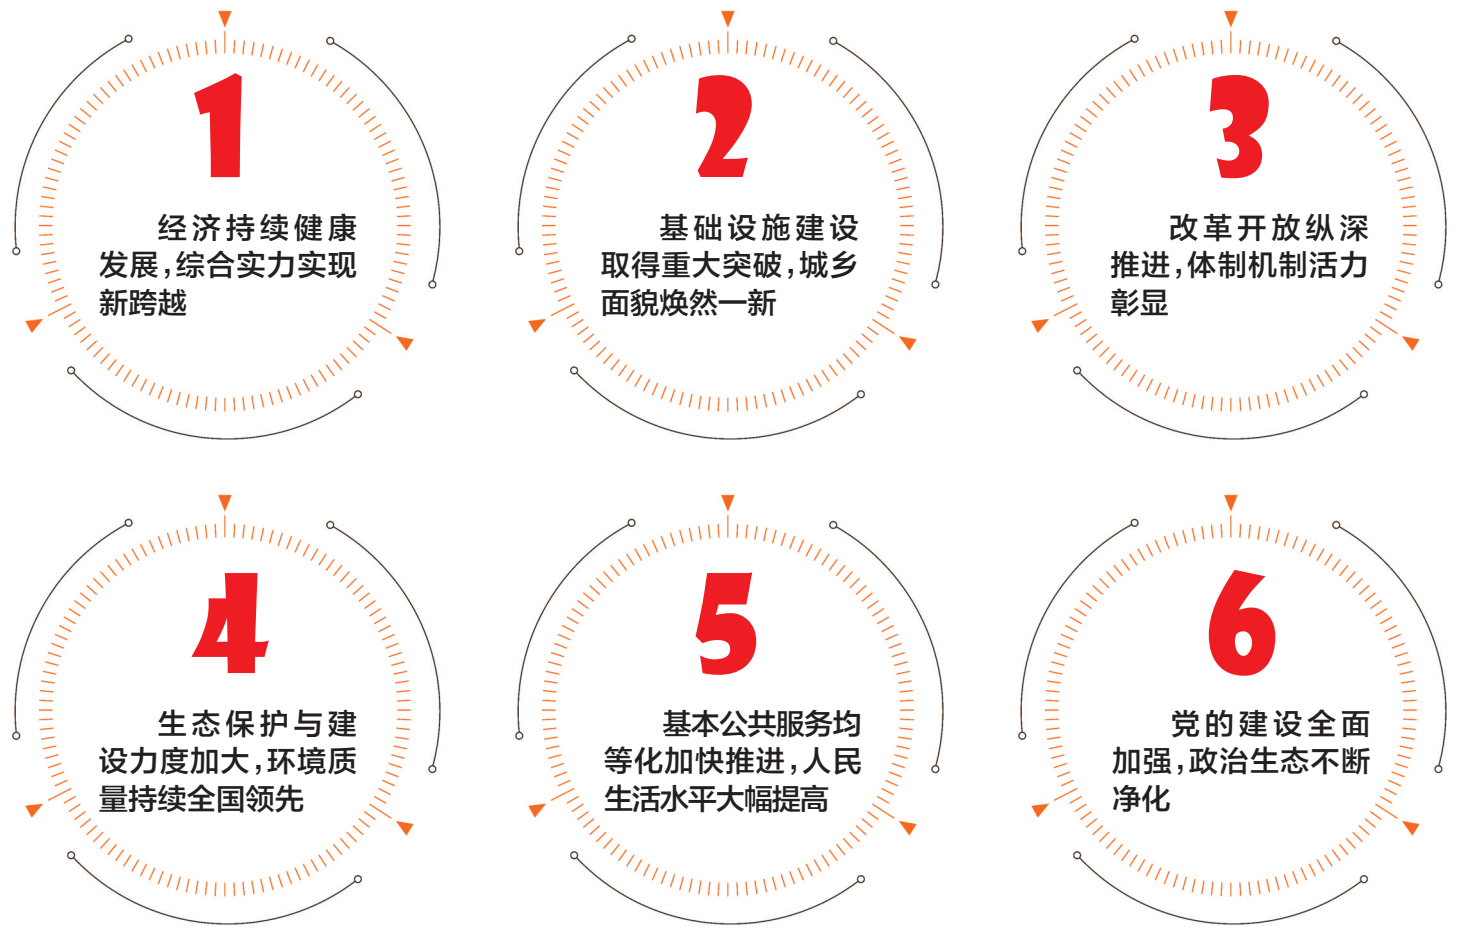 1
经济持续健康
发展,综合实力实现
新跨越
2
基础设施建设
取得重大突破,城乡
面貌焕然一新
3
改革开放纵深
推进,体制机制活力
彰显
4
生态保护与建
设力度加大,环境质
量持续全国领先
5
基本公共服务均
等化加快推进,人民
生活水平大幅提高
6
党的建设全面
加强,政治生态不断
净化